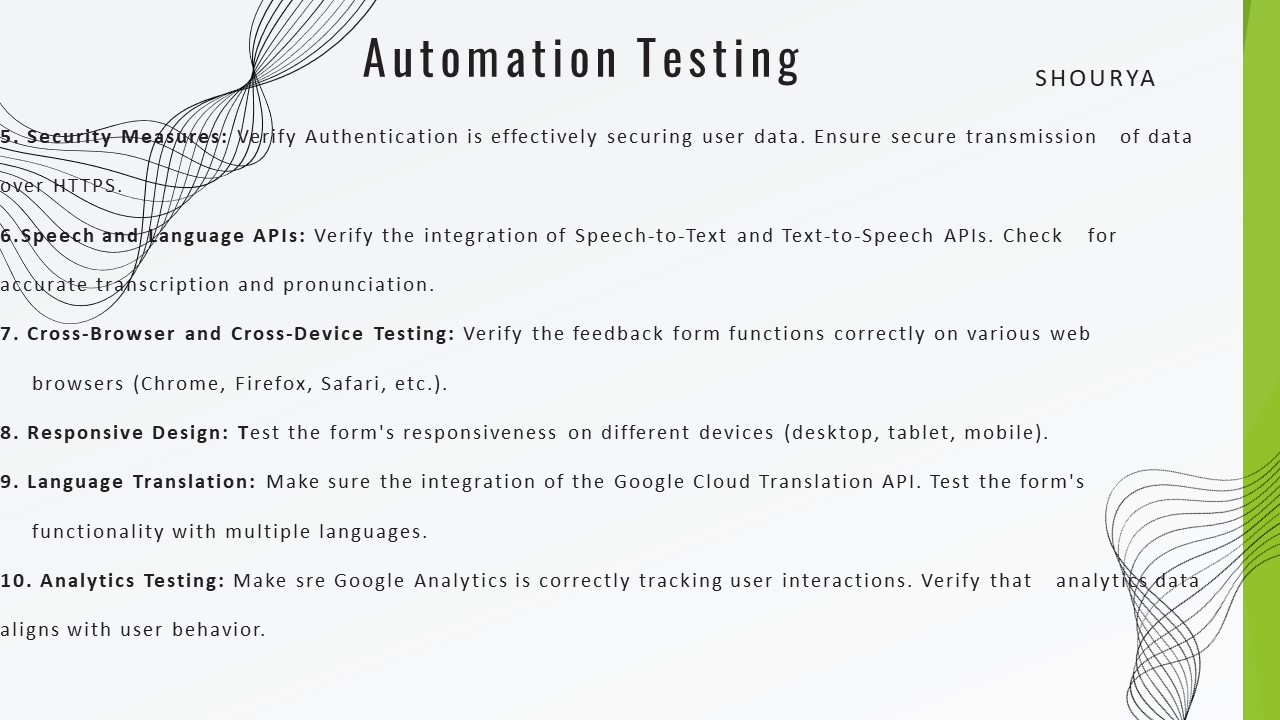 Automation Testing
SHOURYA
5. Security Measures: Verify Authentication is effectively securing user data. Ensure secure transmission of data
over HTTPS.
6.Speech and Language APIs: Verify the integration of Speech-to-Text and Text-to-Speech APIs. Check for
accurate transcription and pronunciation.
7. Cross-Browser and Cross-Device Testing: Verify the feedback form functions correctly on various web
browsers (Chrome, Firefox, Safari, etc.).
8. Responsive Design: Test the form's responsiveness on different devices (desktop, tablet, mobile).
9. Language Translation: Make sure the integration of the Google Cloud Translation API. Test the form's
functionality with multiple languages.
10. Analytics Testing: Make sre Google Analytics is correctly tracking user interactions. Verify that analytics data
aligns with user behavior.